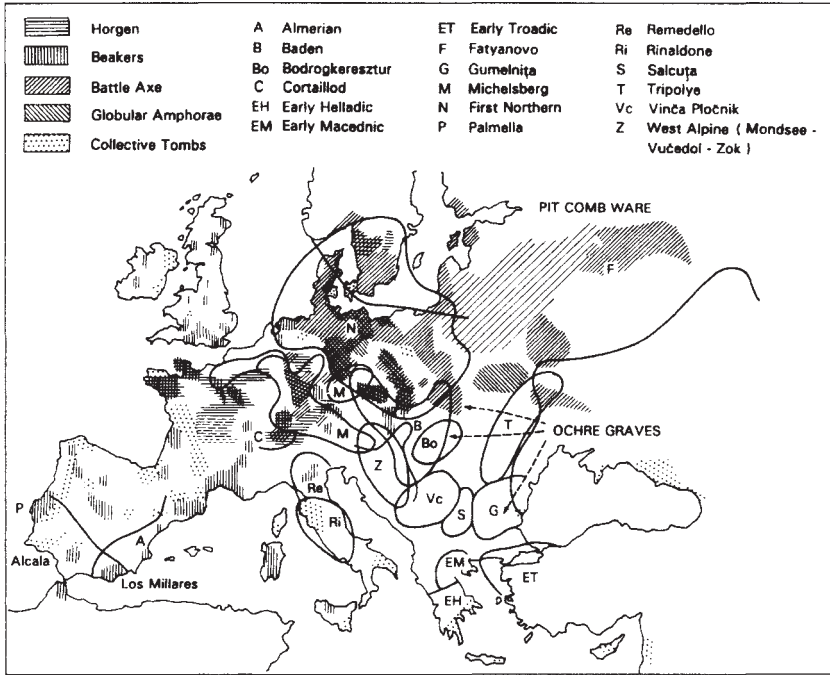 Horgen
Beakers
Battle Axe
Globular Amphorae
Collective Tombs
A Almerian
B Baden
Bo Bodrogkeresztur
C Cortaillod
EH Early Helladic
EM Early Macednic
ET Early Troadic
F Fatyanovo
G Gumelniţa
M Michelsberg
N First Northern
P Palmella
Re Remedello
Ri Rinaldone
S Salcuţa
T Tripolye
Vc Vinča Pločnik
Z West Alpine ( Mondsee -
Vučedol - Zok )
PIT COMB WARE
F
N
M
B
T
OCHRE GRAVES
C
M
Bo
Z
Re
Vc
P
Ri
S
G
A
Alcala
EM
Los Millares
ET
EH